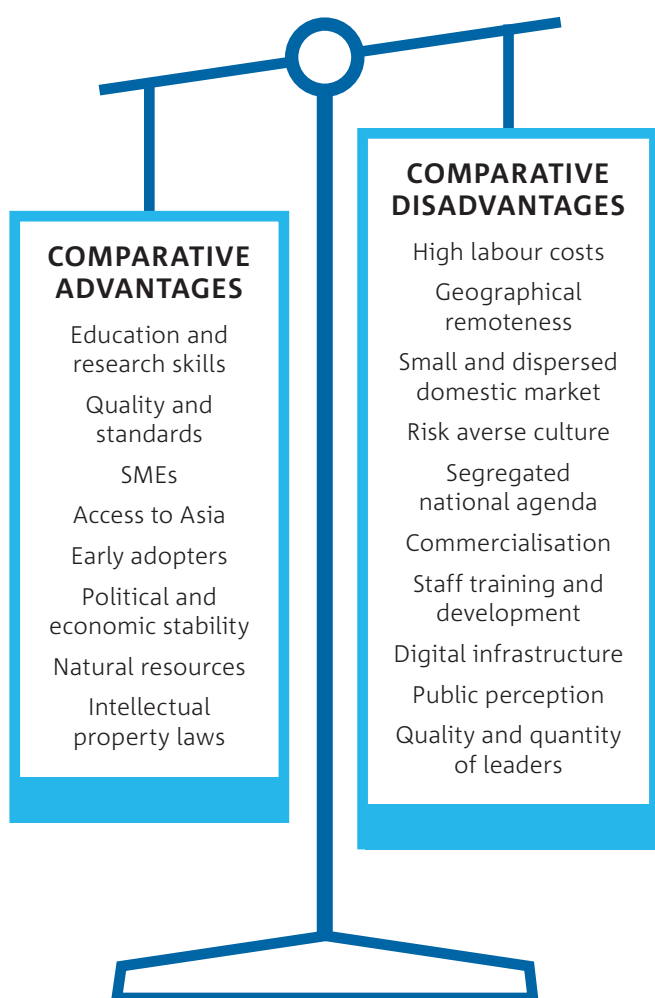 COMPARATIVE
ADVANTAGES
Education and
research skills
Quality and
standards
SMEs
Access to Asia
Early adopters
Political and
economic stability
Natural resources
Intellectual
property laws
COMPARATIVE
DISADVANTAGES
High labour costs
Geographical
remoteness
Small and dispersed
domestic market
Risk averse culture
Segregated
national agenda
Commercialisation
Staff training and
development
Digital infrastructure
Public perception
Quality and quantity
of leaders